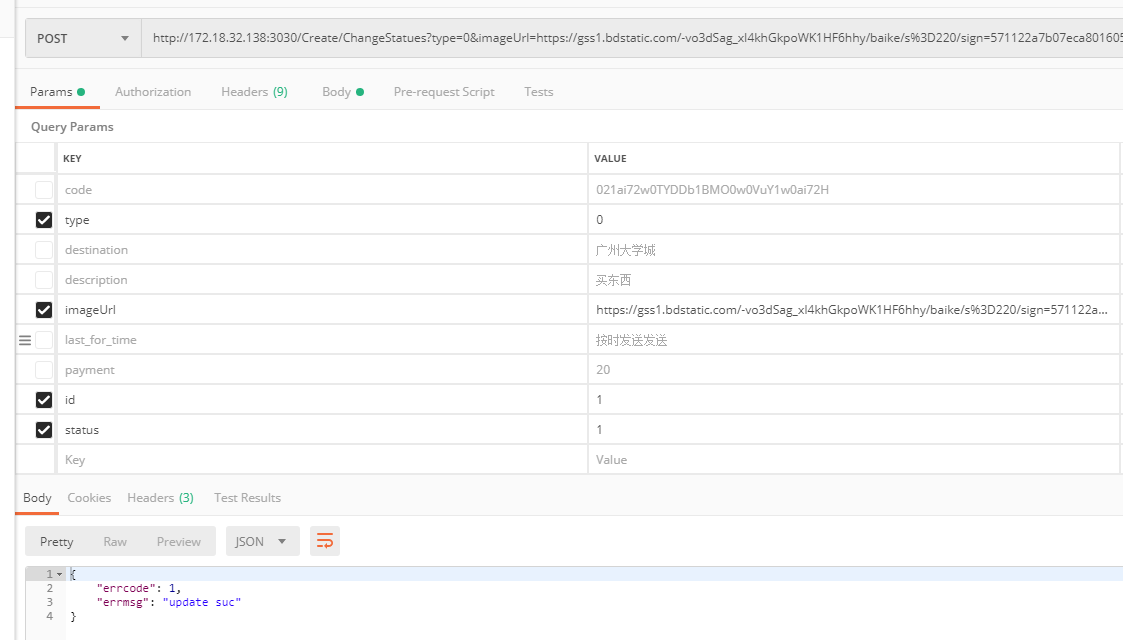 POST http://172.18.32.138:3030/Create/ChangeStatues?type=0&imageUrl=https://gss1.bdstatic.com/-vo3dSag_xI4khGkpoWK1HF6hhy/baike/s%3D220/sign=571122a7b07eca801605
Params Authorization Headers (9) Body Pre-request Script Tests
Query Params
KEY VALUE
code 021ai72w0TYDDb1BMO0w0VuY1w0ai72H
type 0
destination 广州大学城
description 买东西
imageUrl https://gss1.bdstatic.com/-vo3dSag_xI4khGkpoWK1HF6hhy/baike/s%3D220/sign=571122a...
last_for_time 按时发送发送
payment 20
id 1
status 1
Key Value
Body Cookies Headers (3) Test Results
Pretty Raw Preview JSON
1 {
2 "errcode": 1,
3 "errmsg": "update suc"
4 }